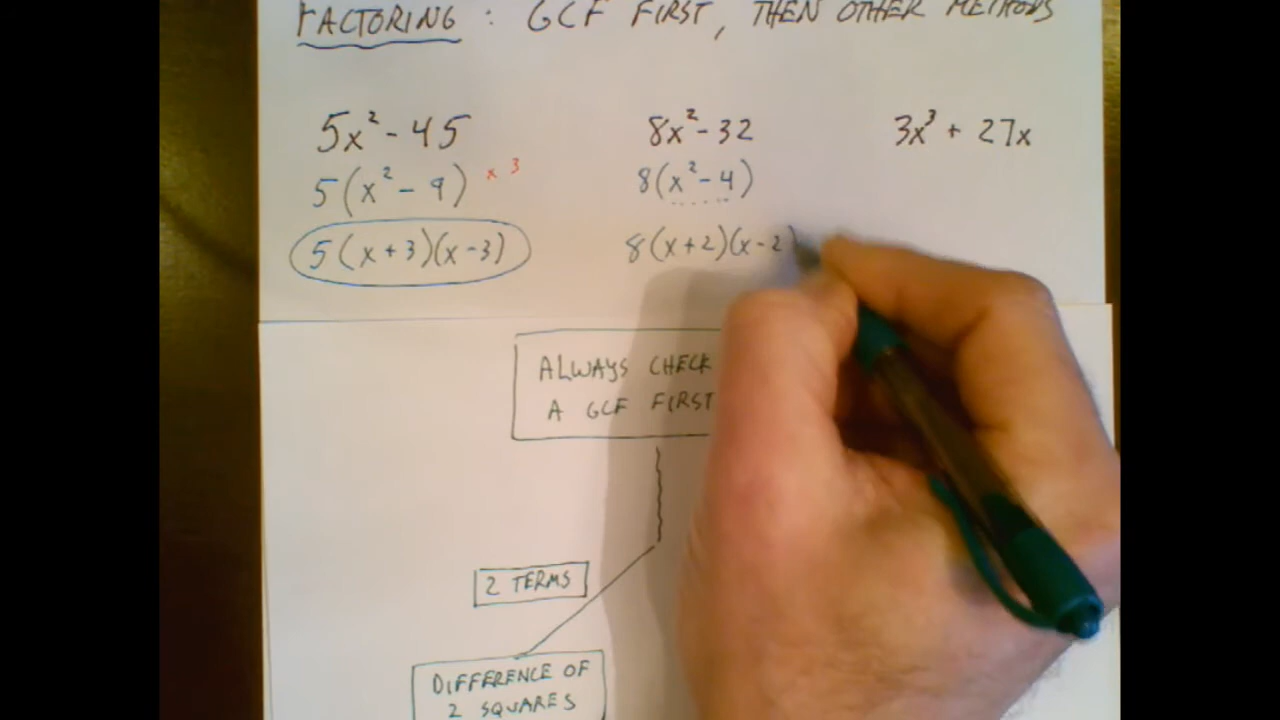 FACTORING : GCF FIRST, THEN OTHER METHODS
5x² - 45
5(x² - 9) x 3
5(x+3)(x-3)
8x² - 32
8(x² - 4)
8(x+2)(x-2)
3x³ + 27x
ALWAYS CHECK
A GCF FIRST
2 TERMS
DIFFERENCE OF
2 SQUARES